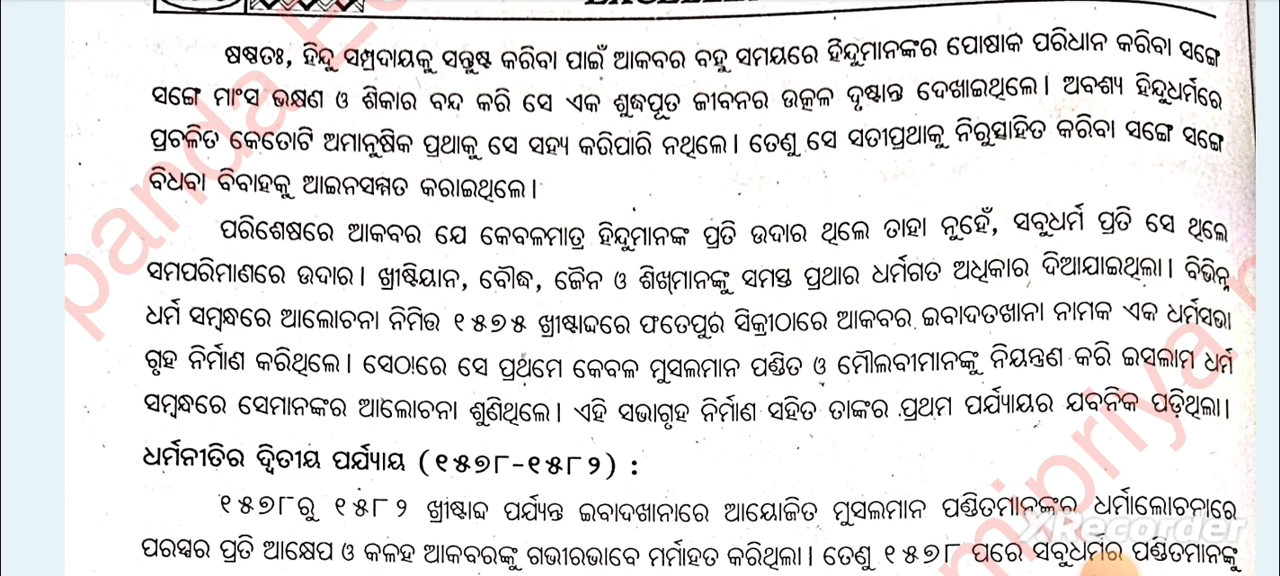 ଷଷ୍ଠତଃ, ହିନ୍ଦୁ ସମ୍ପ୍ରଦାୟକୁ ସନ୍ତୁଷ୍ଟ କରିବା ପାଇଁ ଆକବର ବହୁ ସମୟରେ ହିନ୍ଦୁମାନଙ୍କର ପୋଷାକ ପରିଧାନ କରିବା ସଙ୍ଗେ
ସଙ୍ଗେ ମାଂସ ଭକ୍ଷଣ ଓ ଶିକାର ବନ୍ଦ କରି ସେ ଏକ ଶୁଦ୍ଧପୂତ ଜୀବନର ଉତ୍କଳ ଦୃଷ୍ଟାନ୍ତ ଦେଖାଇଥିଲେ। ଅବଶ୍ୟ ହିନ୍ଦୁଧର୍ମରେ
ପ୍ରଚଳିତ କେତୋଟି ଅମାନୁଷିକ ପ୍ରଥାକୁ ସେ ସହ୍ୟ କରିପାରି ନଥିଲେ। ତେଣୁ ସେ ସତୀପ୍ରଥାକୁ ନିରୁତ୍ସାହିତ କରିବା ସଙ୍ଗେ ସଙ୍ଗେ
ବିଧବା ବିବାହକୁ ଆଇନସମ୍ମତ କରାଇଥିଲେ।
ପରିଶେଷରେ ଆକବର ଯେ କେବଳମାତ୍ର ହିନ୍ଦୁମାନଙ୍କ ପ୍ରତି ଉଦାର ଥିଲେ ତାହା ନୁହେଁ, ସବୁଧର୍ମ ପ୍ରତି ସେ ଥିଲେ
ସମପରିମାଣରେ ଉଦାର। ଖ୍ରୀଷ୍ଟିୟାନ, ବୌଦ୍ଧ, ଜୈନ ଓ ଶିଖ୍‌ମାନଙ୍କୁ ସମସ୍ତ ପ୍ରଥାର ଧର୍ମଗତ ଅଧିକାର ଦିଆଯାଇଥିଲା। ବିଭିନ୍ନ
ଧର୍ମ ସମ୍ବନ୍ଧରେ ଆଲୋଚନା ନିମିତ୍ତ ୧୫୭୫ ଖ୍ରୀଷ୍ଟାବ୍ଦରେ ଫତେପୁର ସିକ୍ରୀଠାରେ ଆକବର ଇବାଦତଖାନା ନାମକ ଏକ ଧର୍ମସଭା
ଗୃହ ନିର୍ମାଣ କରିଥିଲେ। ସେଠାରେ ସେ ପ୍ରଥମେ କେବଳ ମୁସଲମାନ ପଣ୍ଡିତ ଓ ମୌଲବୀମାନଙ୍କୁ ନିୟନ୍ତ୍ରଣ କରି ଇସଲାମ ଧର୍ମ
ସମ୍ବନ୍ଧରେ ସେମାନଙ୍କର ଆଲୋଚନା ଶୁଣିଥିଲେ। ଏହି ସଭାଗୃହ ନିର୍ମାଣ ସହିତ ତାଙ୍କର ପ୍ରଥମ ପର୍ଯ୍ୟାୟର ଯବନିକ ପଡ଼ିଥିଲା।
ଧର୍ମନୀତିର ଦ୍ୱିତୀୟ ପର୍ଯ୍ୟାୟ (୧୫୭୮-୧୫୮୨) :
୧୫୭୮ରୁ ୧୫୮୨ ଖ୍ରୀଷ୍ଟାବ୍ଦ ପର୍ଯ୍ୟନ୍ତ ଇବାଦଖାନାରେ ଆୟୋଜିତ ମୁସଲମାନ ପଣ୍ଡିତମାନଙ୍କର ଧର୍ମାଲୋଚନାରେ
ପରସ୍ପର ପ୍ରତି ଆକ୍ଷେପ ଓ କଳହ ଆକବରଙ୍କୁ ଗଭୀରଭାବେ ମର୍ମାହତ କରିଥିଲା। ତେଣୁ ୧୫୭୮ ପରେ ସବୁଧର୍ମର ପଣ୍ଡିତମାନଙ୍କୁ
XRecorder